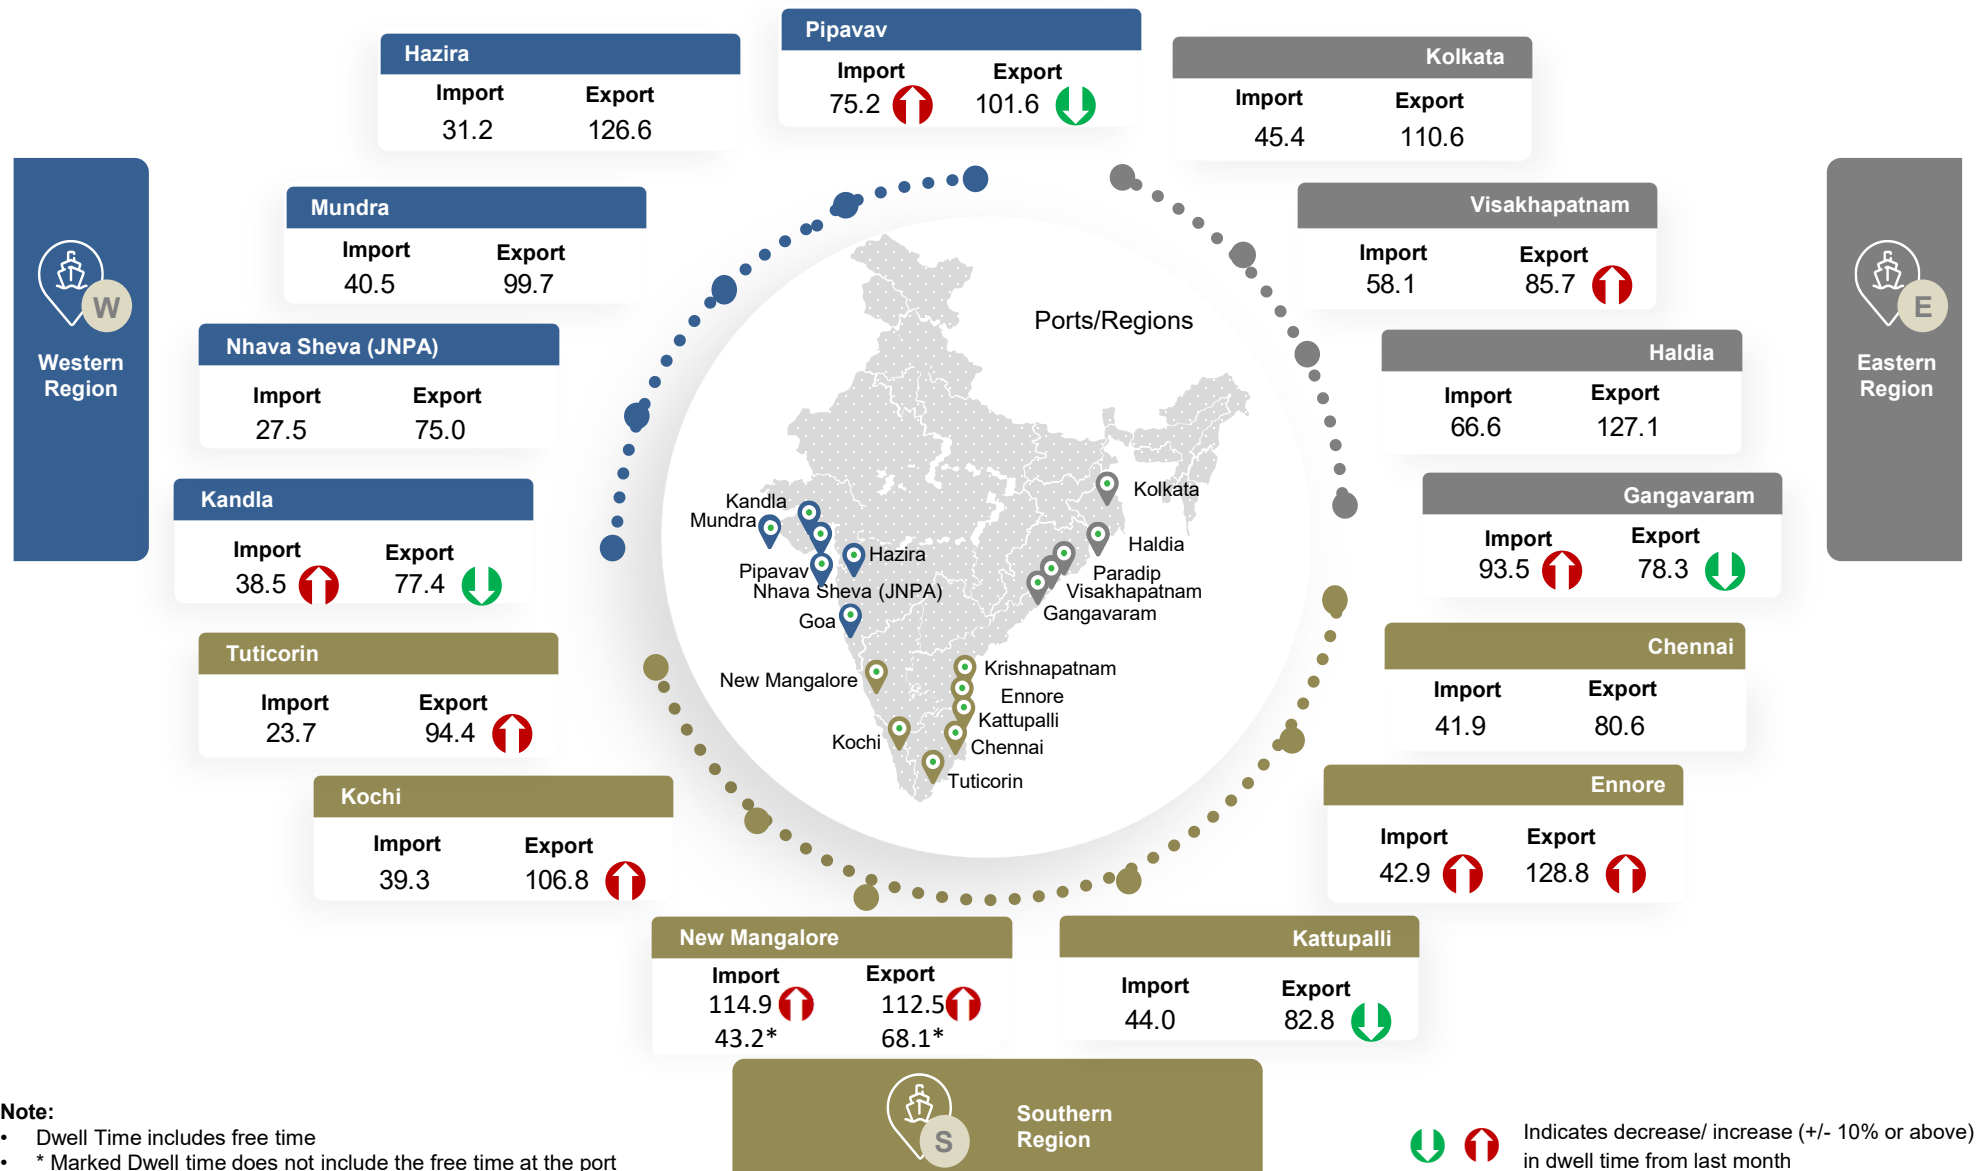 Pipavav
Import Export
75.2 101.6
Hazira
Import Export
31.2 126.6
Kolkata
Import Export
45.4 110.6
Mundra
Import Export
40.5 99.7
Visakhapatnam
Import Export
58.1 85.7
W
Western
Region
E
Eastern
Region
Nhava Sheva (JNPA)
Import Export
27.5 75.0
Haldia
Import Export
66.6 127.1
Kandla
Import Export
38.5 77.4
Gangavaram
Import Export
93.5 78.3
Ports/Regions
Kandla
Mundra
Hazira
Pipavav
Nhava Sheva (JNPA)
Goa
Kolkata
Haldia
Paradip
Visakhapatnam
Gangavaram
New Mangalore
Krishnapatnam
Ennore
Kattupalli
Kochi
Chennai
Tuticorin
Tuticorin
Import Export
23.7 94.4
Chennai
Import Export
41.9 80.6
Kochi
Import Export
39.3 106.8
Ennore
Import Export
42.9 128.8
New Mangalore
Import Export
114.9 112.5
43.2* 68.1*
Kattupalli
Import Export
44.0 82.8
S
Southern
Region
Note:
• Dwell Time includes free time
• * Marked Dwell time does not include the free time at the port
Indicates decrease/ increase (+/- 10% or above)
in dwell time from last month